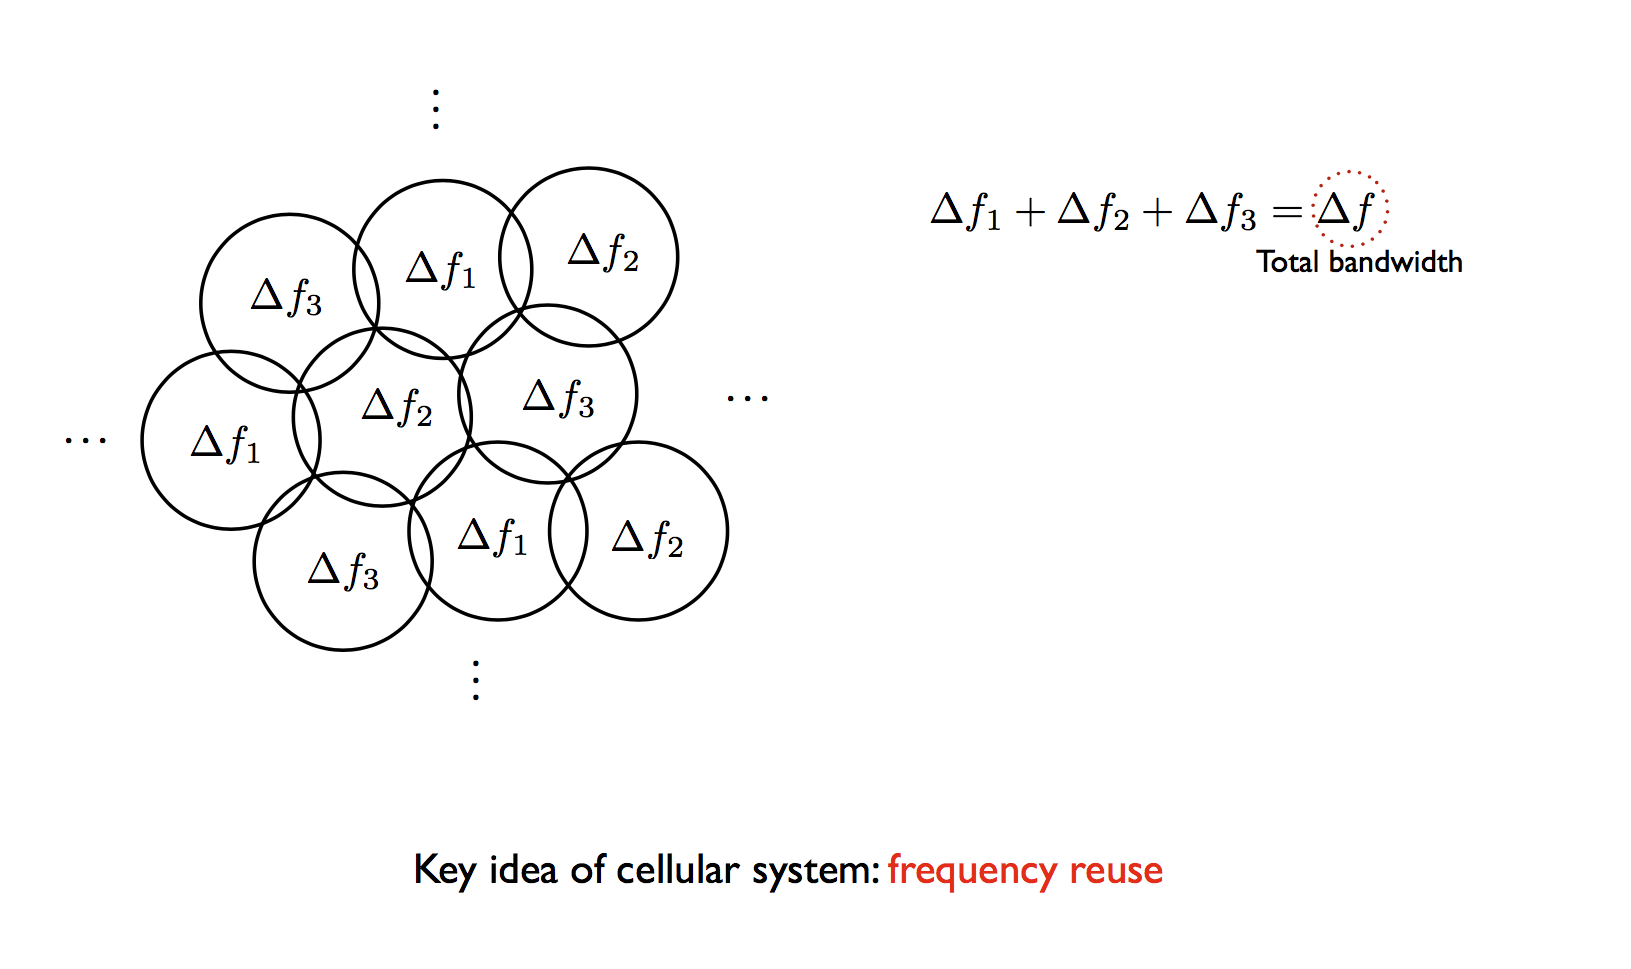 ⋮
Δf₂
Δf₁
Δf₃
Δf₁ + Δf₂ + Δf₃ = Δf
Total bandwidth
Δf₂
Δf₃
⋯
Δf₁
⋯
Δf₁
Δf₂
Δf₃
⋮
Key idea of cellular system: frequency reuse